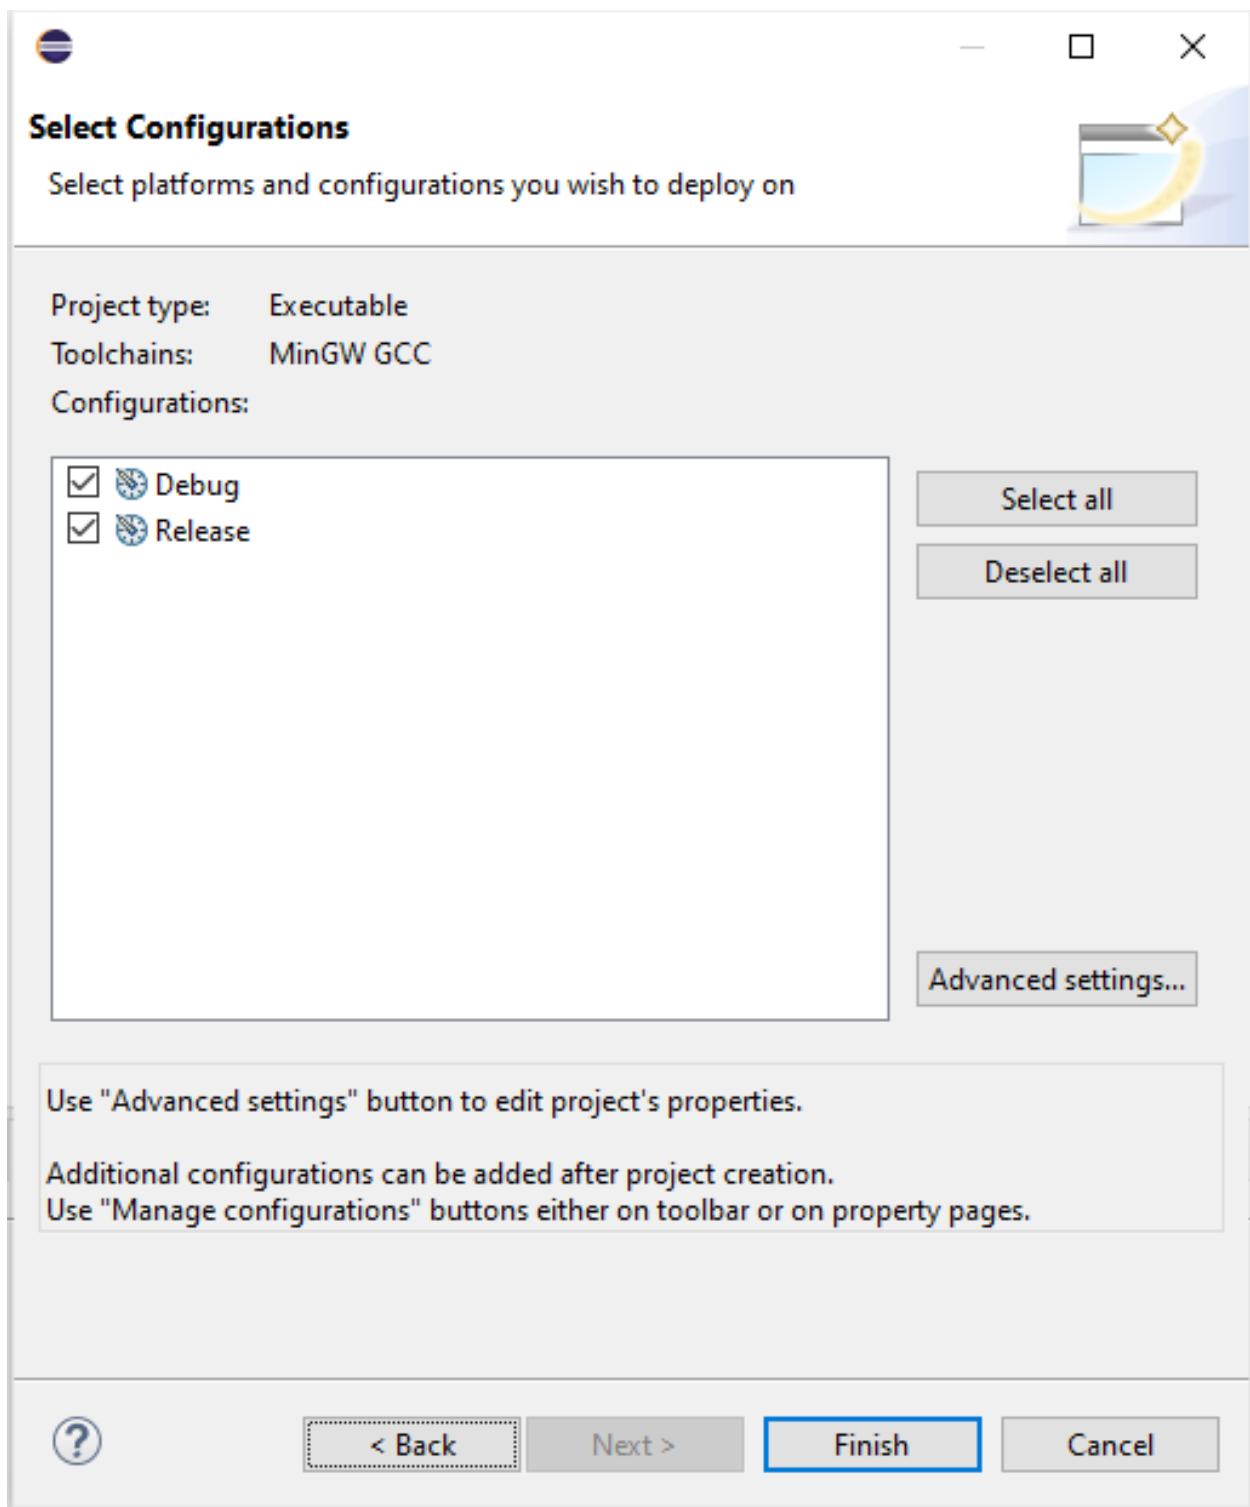 Select Configurations
Select platforms and configurations you wish to deploy on
Project type: Executable
Toolchains: MinGW GCC
Configurations:
Debug
Release
Select all
Deselect all
Advanced settings...
Use "Advanced settings" button to edit project's properties.
Additional configurations can be added after project creation.
Use "Manage configurations" buttons either on toolbar or on property pages.
? < Back Next > Finish Cancel